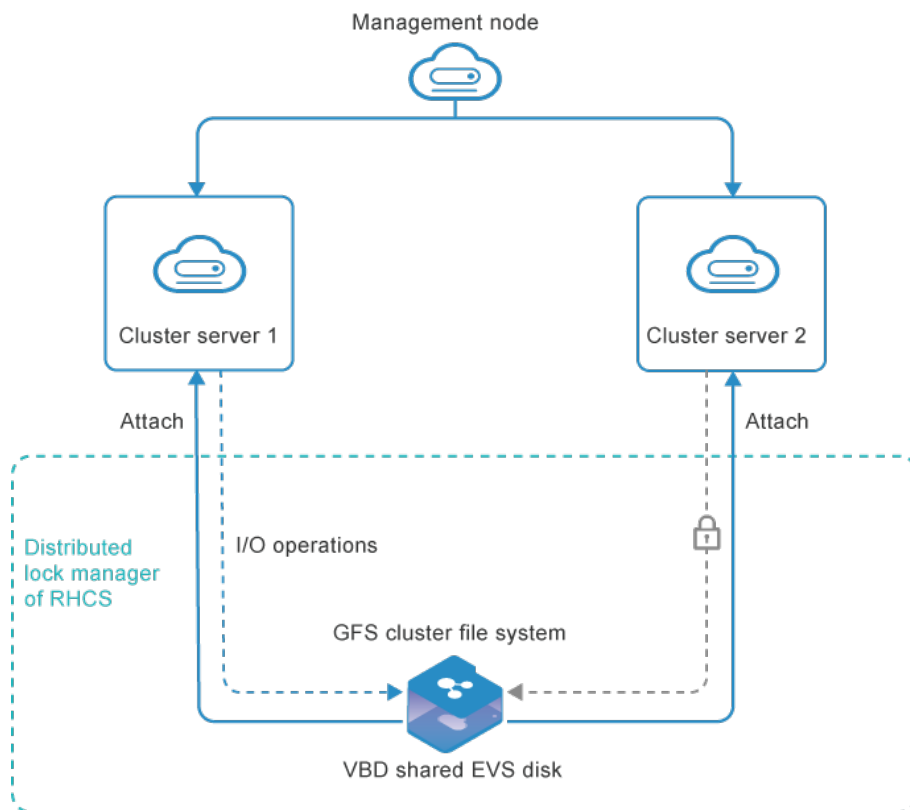 Management node
Cluster server 1
Cluster server 2
Attach
Attach
Distributed
lock manager
of RHCS
I/O operations
GFS cluster file system
VBD shared EVS disk